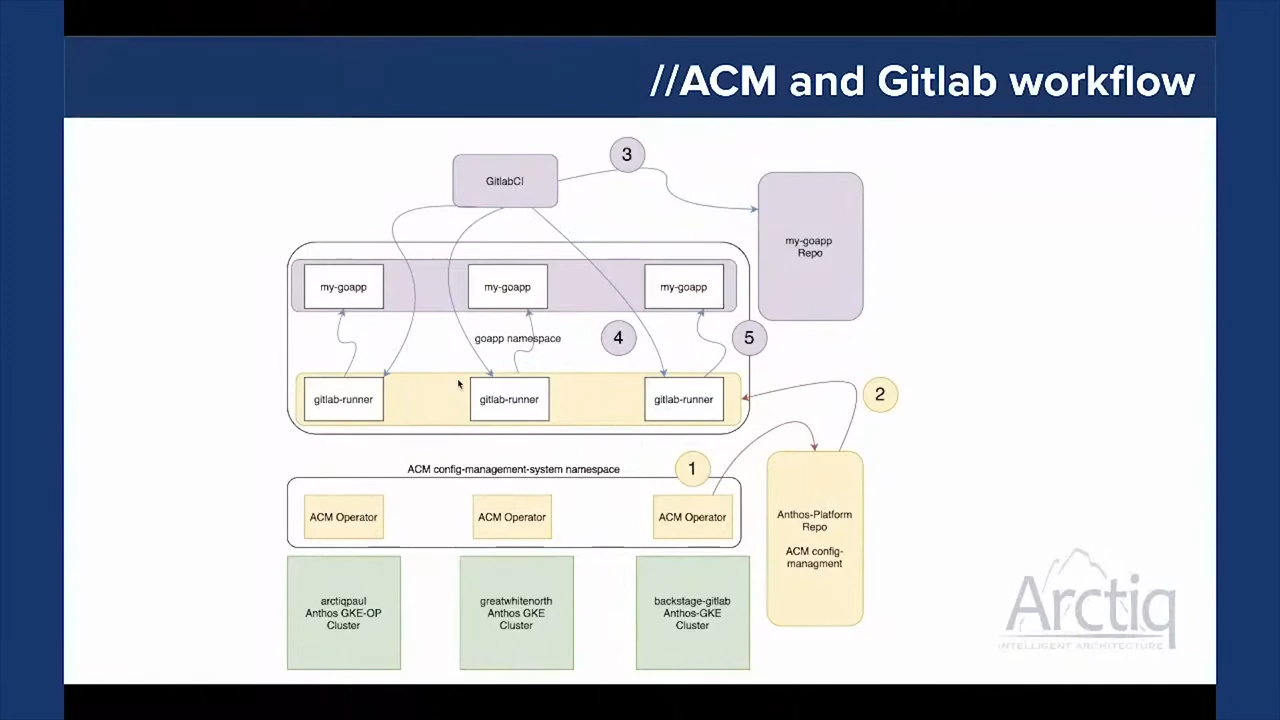 //ACM and Gitlab workflow
3
GitlabCI
my-goapp
Repo
my-goapp
my-goapp
my-goapp
goapp namespace
4
5
gitlab-runner
gitlab-runner
gitlab-runner
2
ACM config-management-system namespace
1
ACM Operator
ACM Operator
ACM Operator
Anthos-Platform
Repo
ACM config-
managment
arctiqpaul
Anthos GKE-OP
Cluster
greatwhitenorth
Anthos GKE
Cluster
backstage-gitlab
Anthos-GKE
Cluster
Arctiq
INTELLIGENT ARCHITECTURE